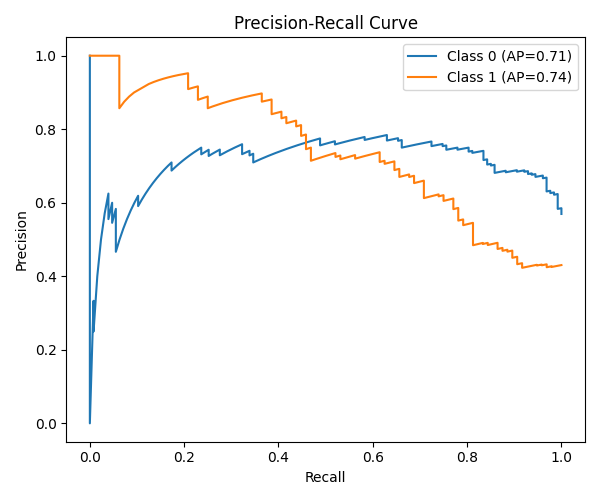 Precision-Recall Curve
Class 0 (AP=0.71)
Class 1 (AP=0.74)
Precision
1.0
0.8
0.6
0.4
0.2
0.0
0.0 0.2 0.4 0.6 0.8 1.0
Recall